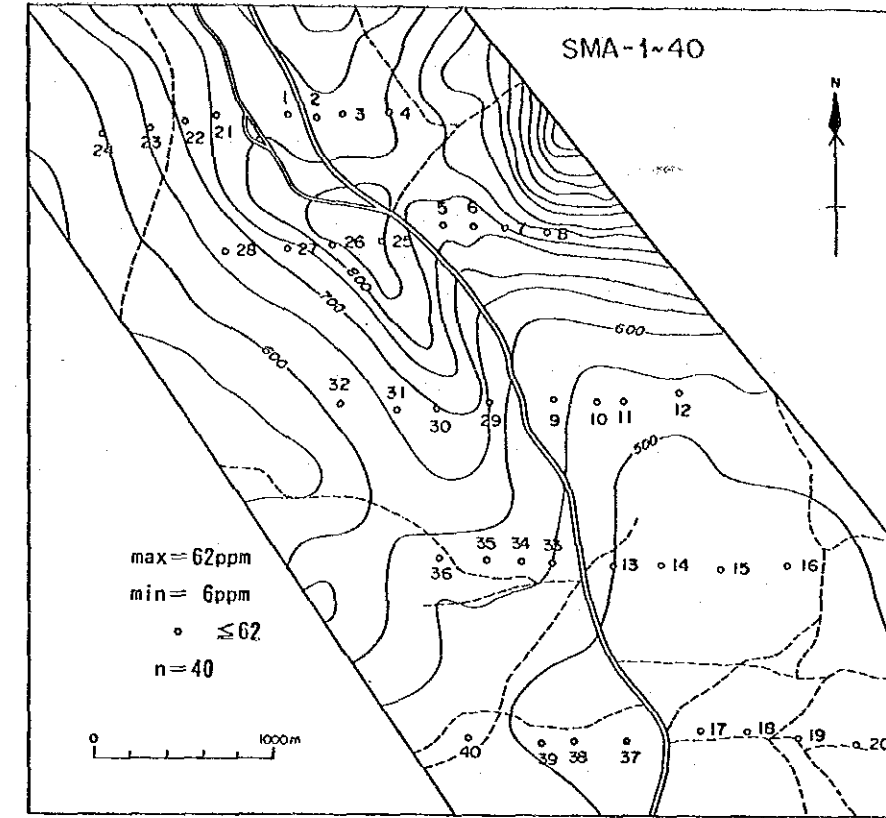 SMA-1~40
N
1 2 3 4
24 23 22 21
5 6 7 8
28 27 26 25
800
700
600
600
32 31 30 29 9 10 11 12
500
36 35 34 33 13 14 15 16
max=62ppm
min= 6ppm
≦62
n=40
0 1000m
40 39 38 37 17 18 19 20